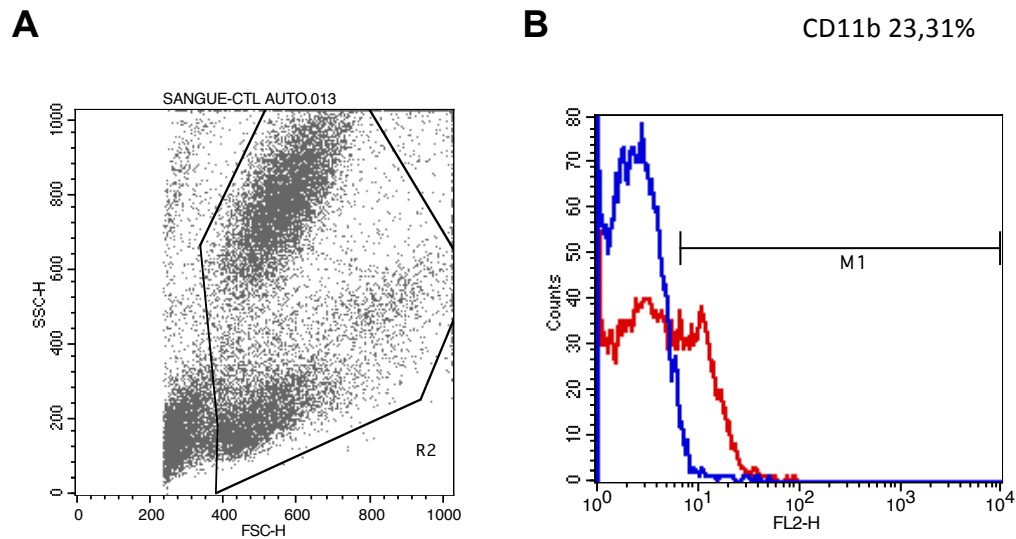 A
SANGUE-CTL AUTO.013
SSC-H
1000
800
600
400
200
0
R2
0 200 400 600 800 1000
FSC-H
B
CD11b 23,31%
Counts
80
70
60
50
40
30
20
10
0
M1
10^0 10^1 10^2 10^3 10^4
FL2-H